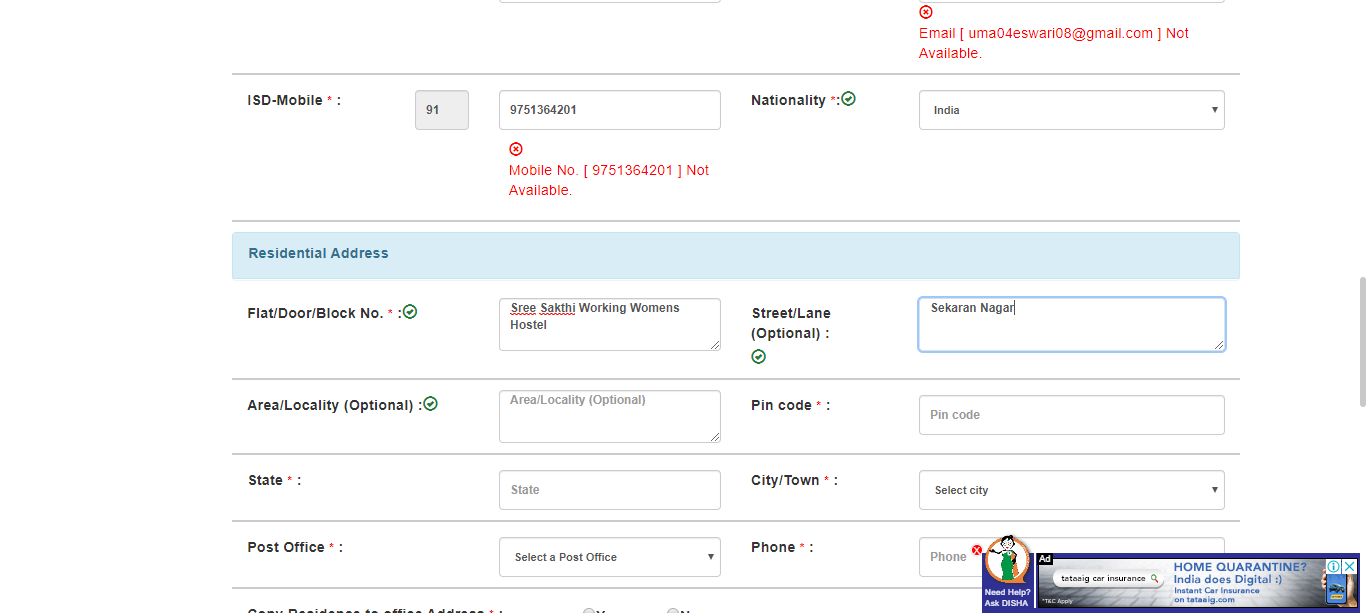 Email [ uma04eswari08@gmail.com ] Not
Available.
ISD-Mobile * :
91
9751364201
Nationality *:
India
Mobile No. [ 9751364201 ] Not
Available.
Residential Address
Flat/Door/Block No. * :
Sree Sakthi Working Womens
Hostel
Street/Lane
(Optional) :
Sekaran Nagar
Area/Locality (Optional) :
Area/Locality (Optional)
Pin code * :
Pin code
State * :
State
City/Town * :
Select city
Post Office * :
Select a Post Office
Phone * :
Phone
Copy Residence to office Address * :
Need Help?
Ask DISHA
Ad
tataaig car insurance
*T&C Apply
HOME QUARANTINE?
India does Digital :)
Instant Car Insurance
on tataaig.com